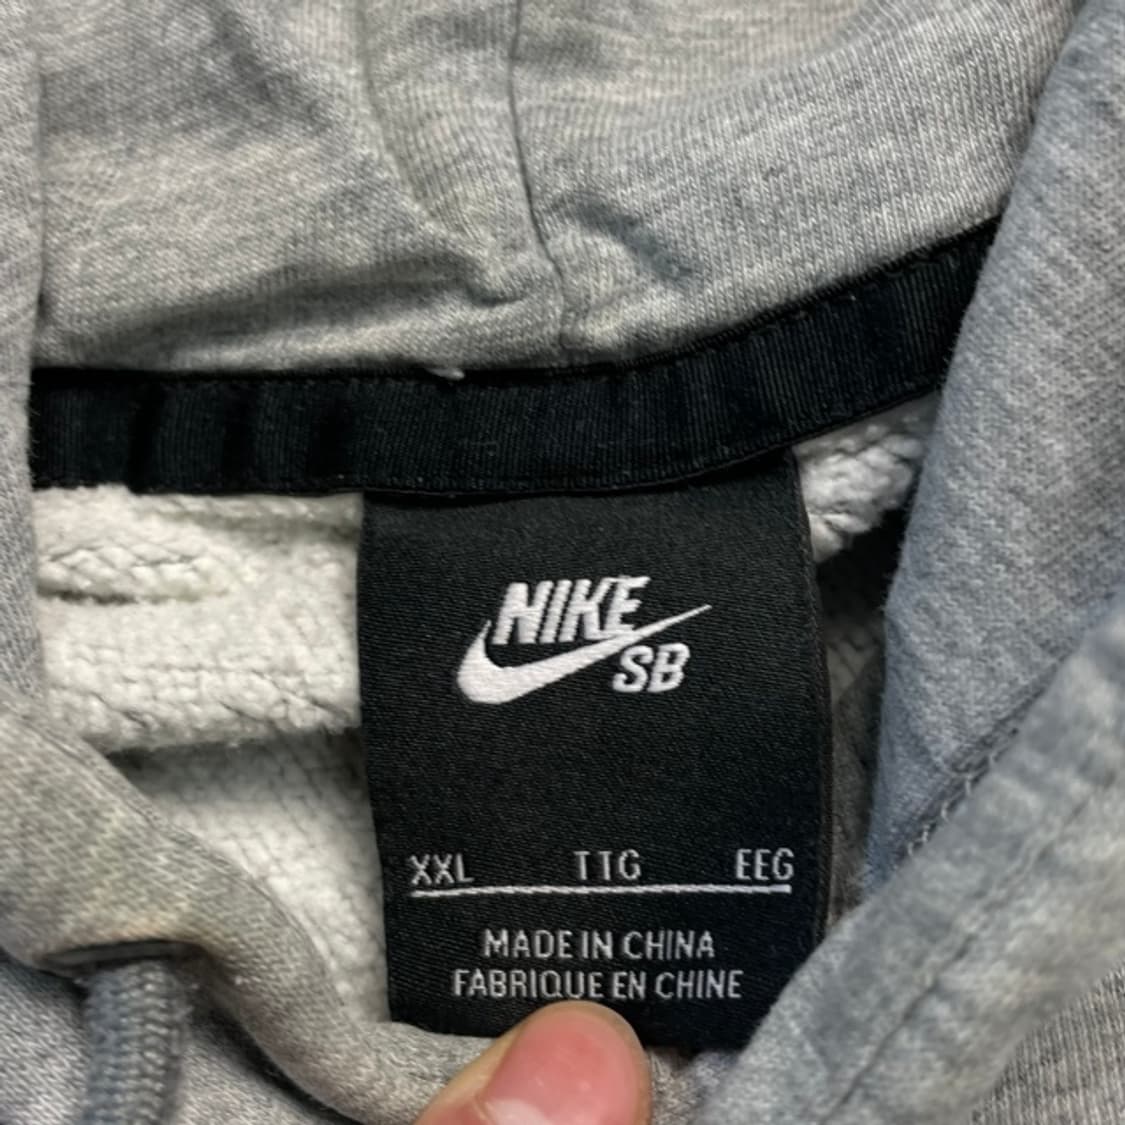 NIKE
SB
XXL TTG EEG
MADE IN CHINA
FABRIQUE EN CHINE